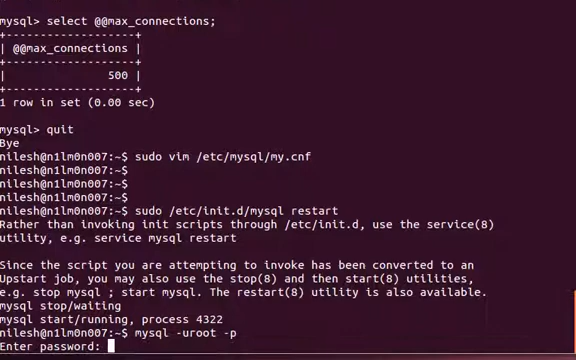 mysql> select @@max_connections;
+-------------------+
| @@max_connections |
+-------------------+
|               500 |
+-------------------+
1 row in set (0.00 sec)
mysql> quit
Bye
nilesh@n1lm0n007:~$ sudo vim /etc/mysql/my.cnf
nilesh@n1lm0n007:~$
nilesh@n1lm0n007:~$
nilesh@n1lm0n007:~$
nilesh@n1lm0n007:~$ sudo /etc/init.d/mysql restart
Rather than invoking init scripts through /etc/init.d, use the service(8)
utility, e.g. service mysql restart
Since the script you are attempting to invoke has been converted to an
Upstart job, you may also use the stop(8) and then start(8) utilities,
e.g. stop mysql ; start mysql. The restart(8) utility is also available.
mysql stop/waiting
mysql start/running, process 4322
nilesh@n1lm0n007:~$ mysql -uroot -p
Enter password: